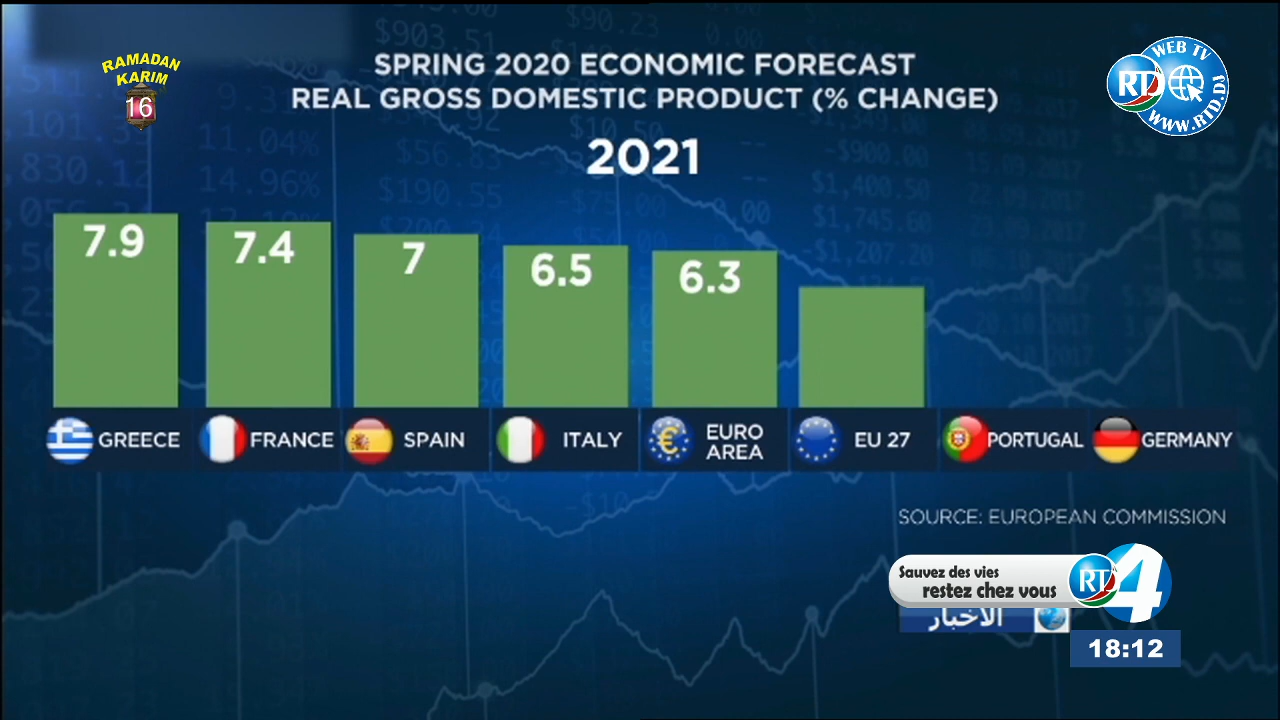 RAMADAN
KARIM
16
SPRING 2020 ECONOMIC FORECAST
REAL GROSS DOMESTIC PRODUCT (% CHANGE)
2021
WEB TV
RTD
WWW.RTD.DJ
7.9
7.4
7
6.5
6.3
GREECE
FRANCE
SPAIN
ITALY
EURO
AREA
EU 27
PORTUGAL
GERMANY
SOURCE: EUROPEAN COMMISSION
Sauvez des vies
restez chez vous
RT
4
الأخبار
18:12